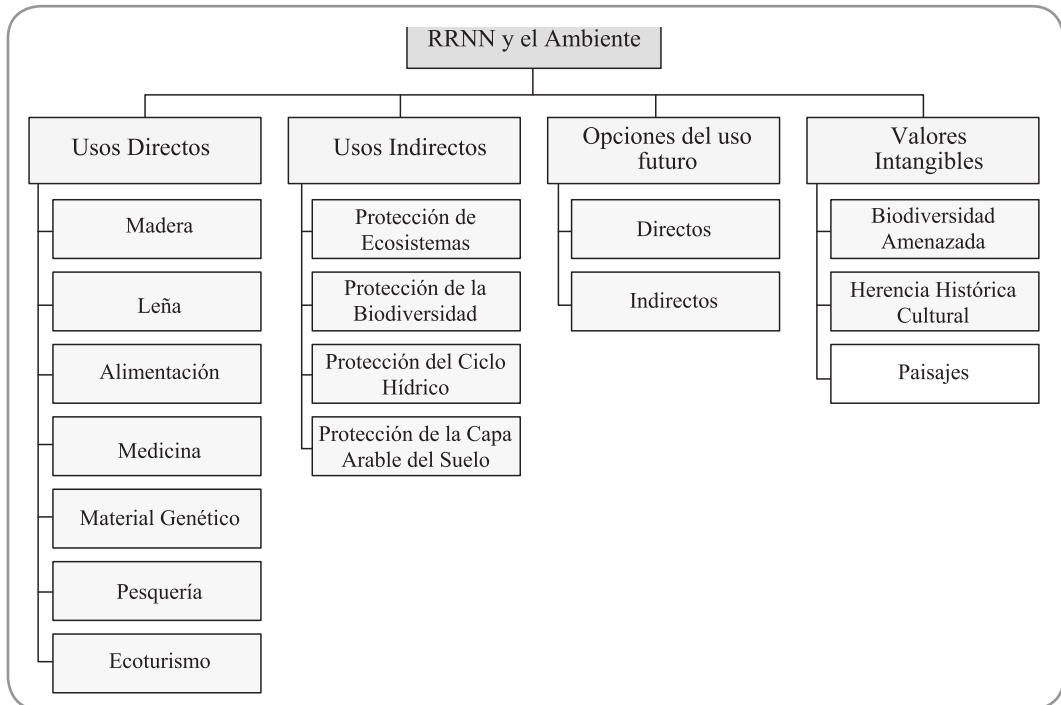 RRNN y el Ambiente
Usos Directos
Madera
Leña
Alimentación
Medicina
Material Genético
Pesquería
Ecoturismo
Usos Indirectos
Protección de
Ecosistemas
Protección de la
Biodiversidad
Protección del Ciclo
Hídrico
Protección de la Capa
Arable del Suelo
Opciones del uso
futuro
Directos
Indirectos
Valores
Intangibles
Biodiversidad
Amenazada
Herencia Histórica
Cultural
Paisajes